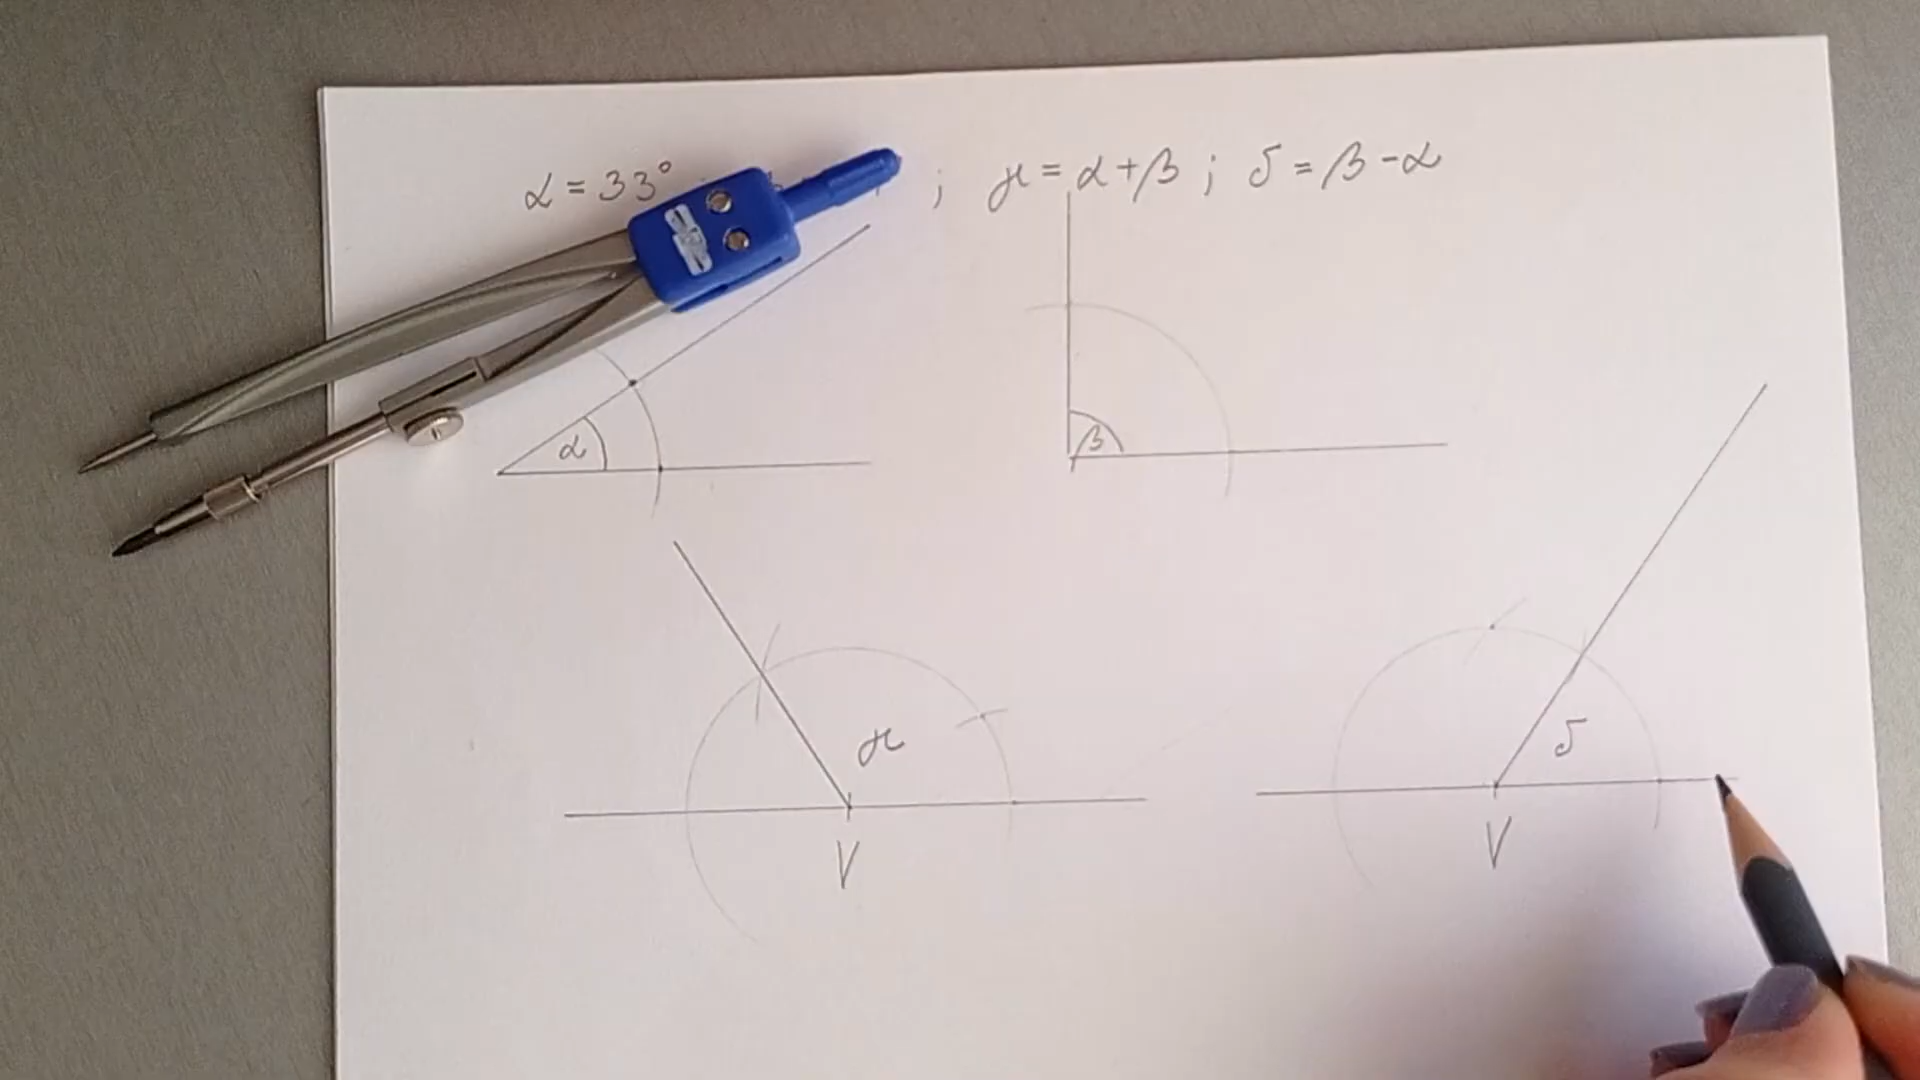 α = 33° ; γ = α + β ; δ = β - α
α
β
γ
δ
V
V